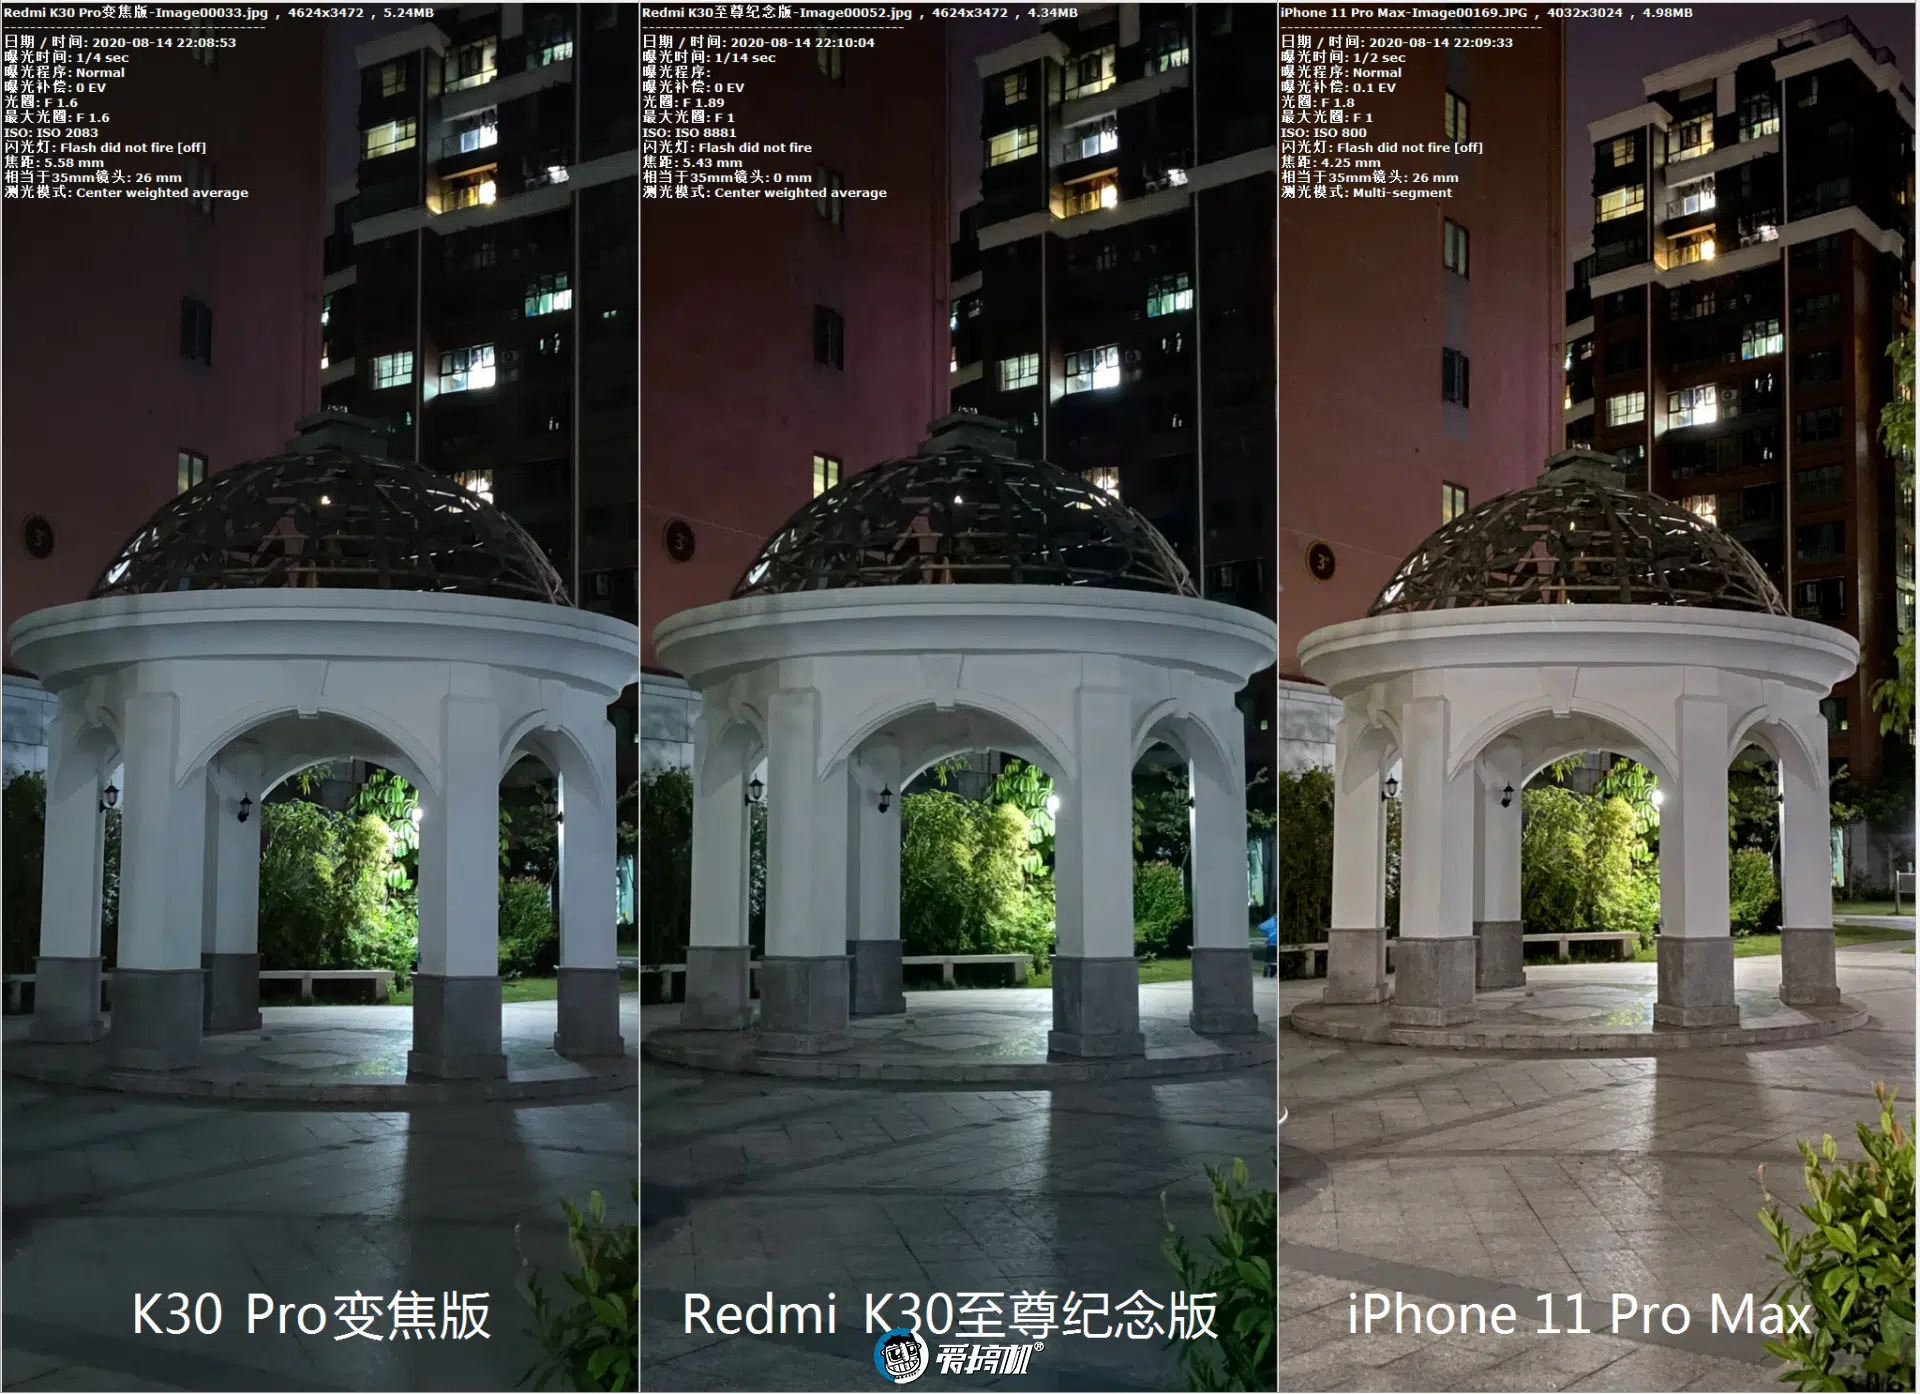 Redmi K30 Pro变焦版-Image00033.jpg , 4624x3472 , 5.24MB
日期 / 时间: 2020-08-14 22:08:53
曝光时间: 1/4 sec
曝光程序: Normal
曝光补偿: 0 EV
光圈: F 1.6
最大光圈: F 1.6
ISO: ISO 2083
闪光灯: Flash did not fire [off]
焦距: 5.58 mm
相当于35mm镜头: 26 mm
测光模式: Center weighted average
Redmi K30至尊纪念版-Image00052.jpg , 4624x3472 , 4.34MB
日期 / 时间: 2020-08-14 22:10:04
曝光时间: 1/14 sec
曝光程序:
曝光补偿: 0 EV
光圈: F 1.89
最大光圈: F 1
ISO: ISO 8881
闪光灯: Flash did not fire
焦距: 5.43 mm
相当于35mm镜头: 0 mm
测光模式: Center weighted average
iPhone 11 Pro Max-Image00169.JPG , 4032x3024 , 4.98MB
日期 / 时间: 2020-08-14 22:09:33
曝光时间: 1/2 sec
曝光程序: Normal
曝光补偿: 0.1 EV
光圈: F 1.8
最大光圈: F 1
ISO: ISO 800
闪光灯: Flash did not fire [off]
焦距: 4.25 mm
相当于35mm镜头: 26 mm
测光模式: Multi-segment
3
3
3
K30 Pro变焦版
Redmi K30至尊纪念版
iPhone 11 Pro Max
爱搞机®